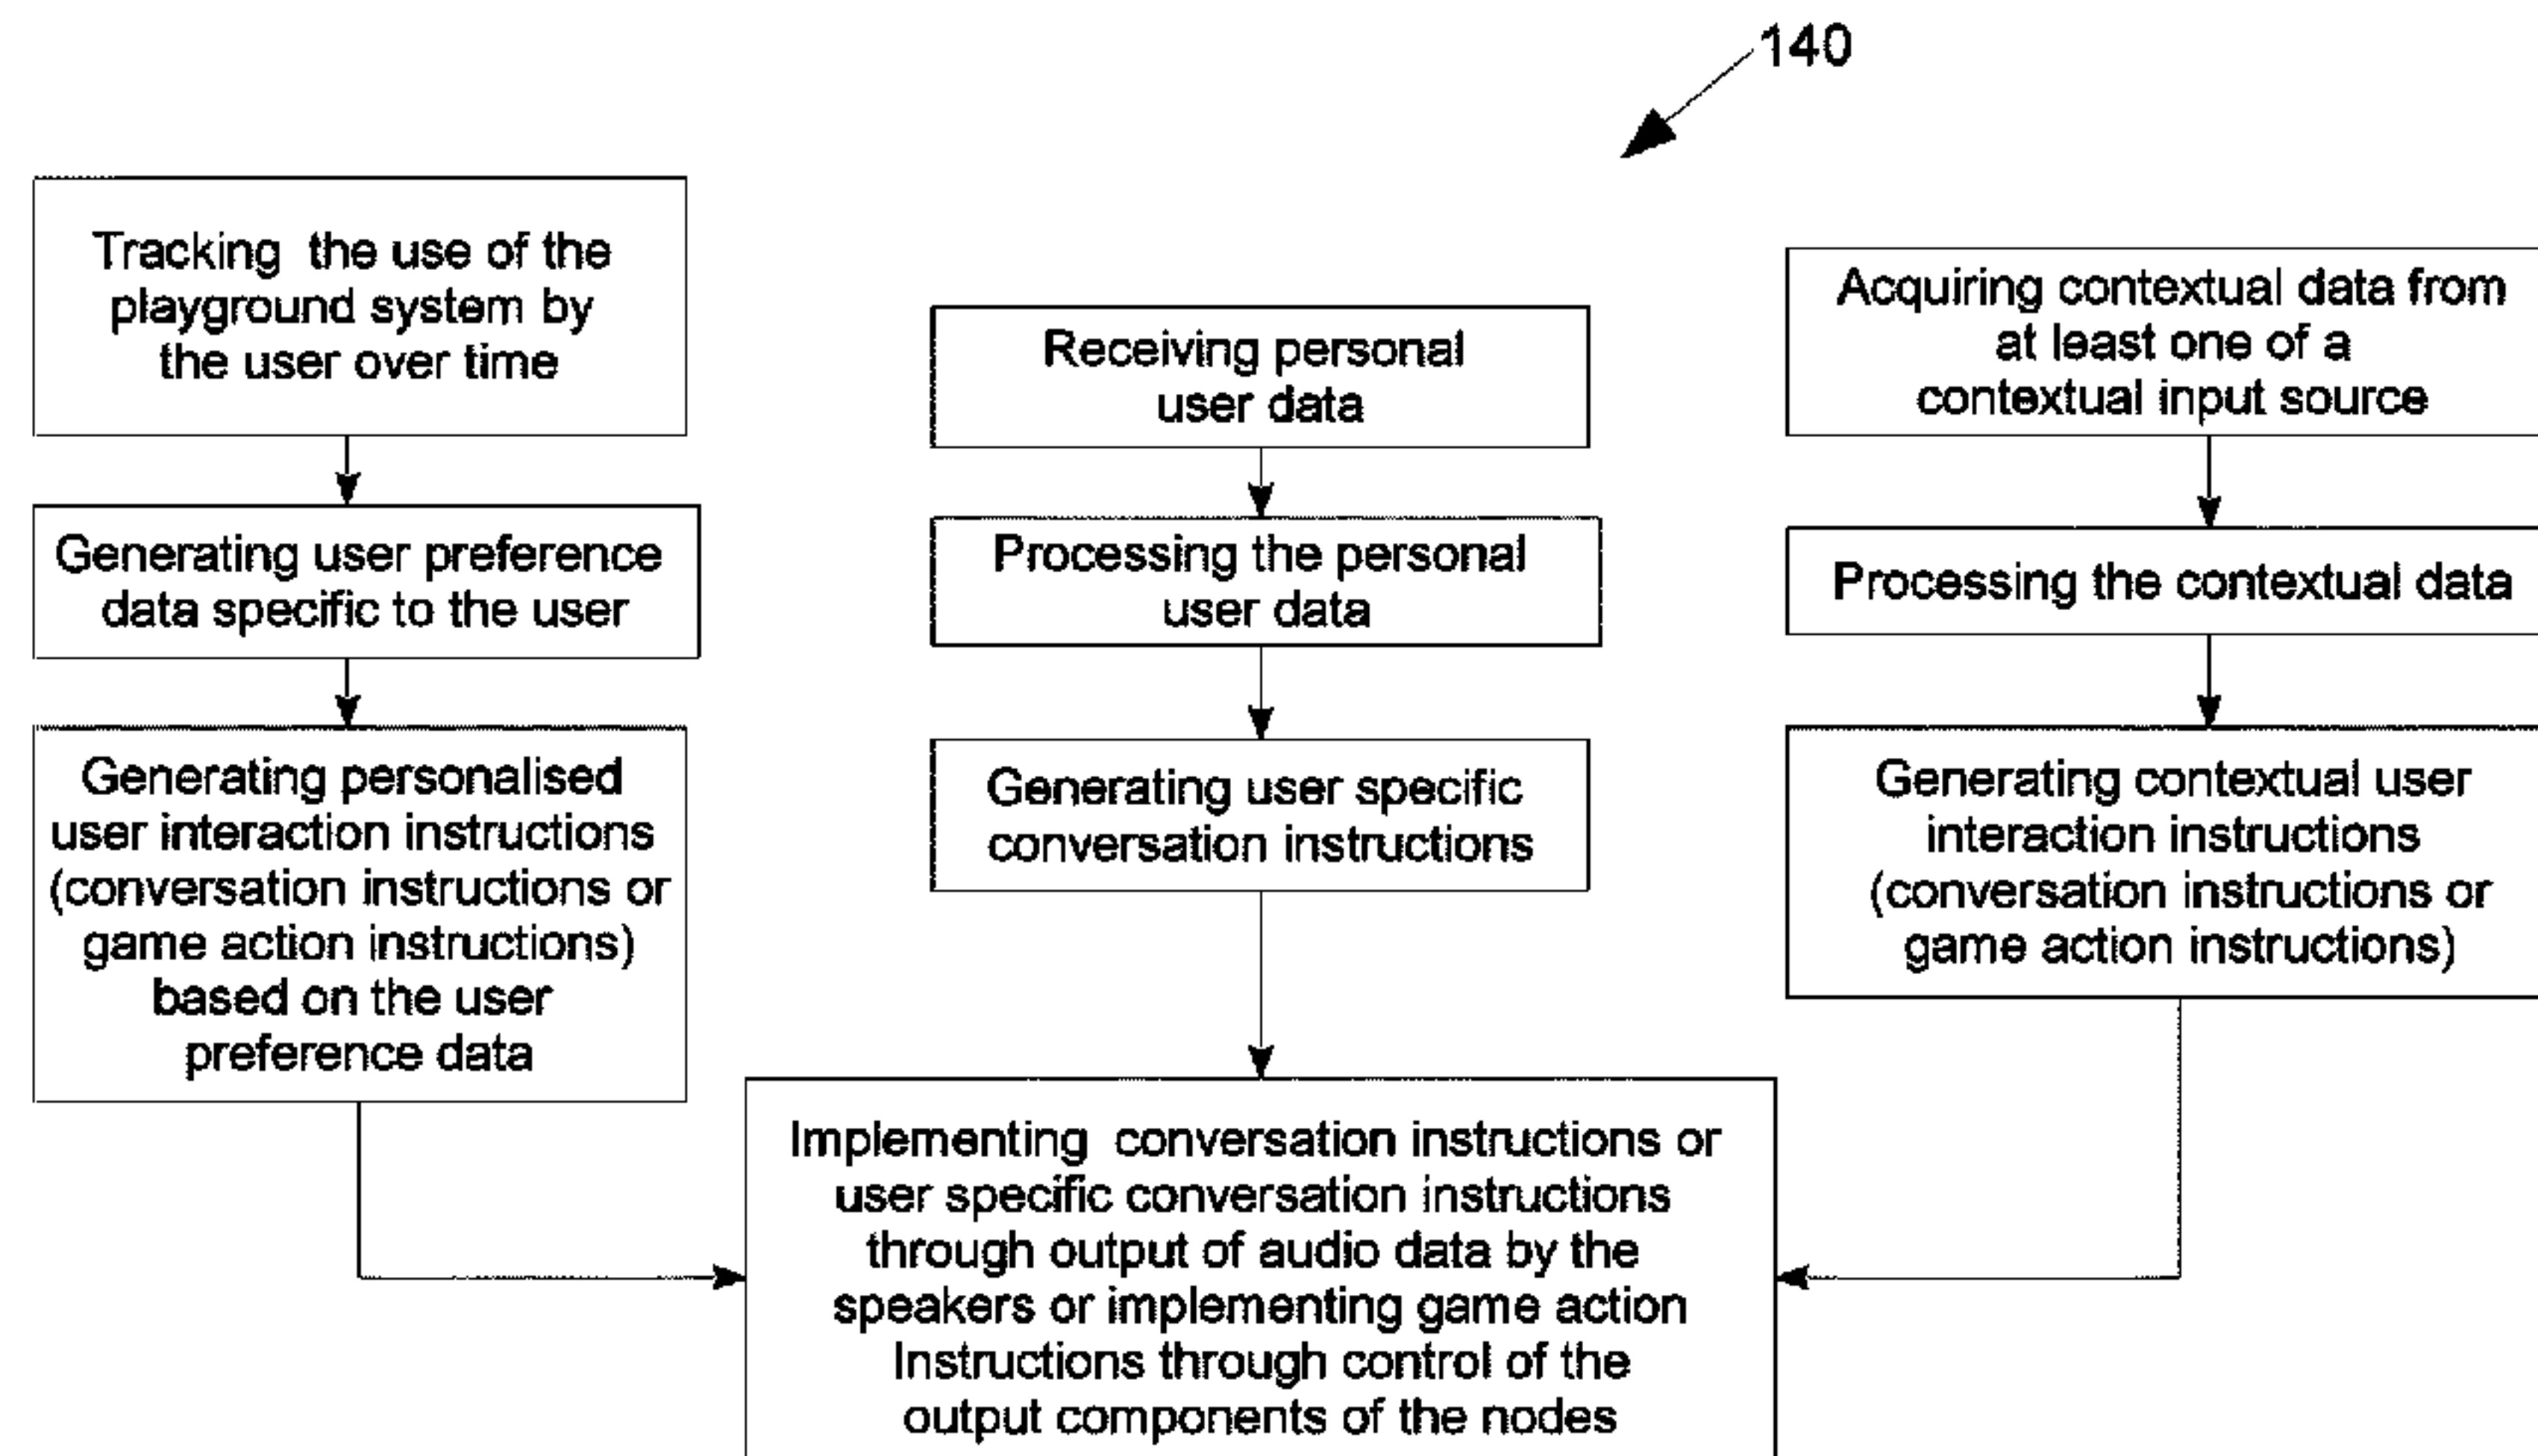 140
Tracking the use of the
playground system by
the user over time
Generating user preference
data specific to the user
Generating personalised
user interaction instructions
(conversation instructions or
game action instructions)
based on the user
preference data
Receiving personal
user data
Processing the personal
user data
Generating user specific
conversation instructions
Acquiring contextual data from
at least one of a
contextual input source
Processing the contextual data
Generating contextual user
interaction instructions
(conversation instructions or
game action instructions)
Implementing conversation instructions or
user specific conversation instructions
through output of audio data by the
speakers or implementing game action
Instructions through control of the
output components of the nodes